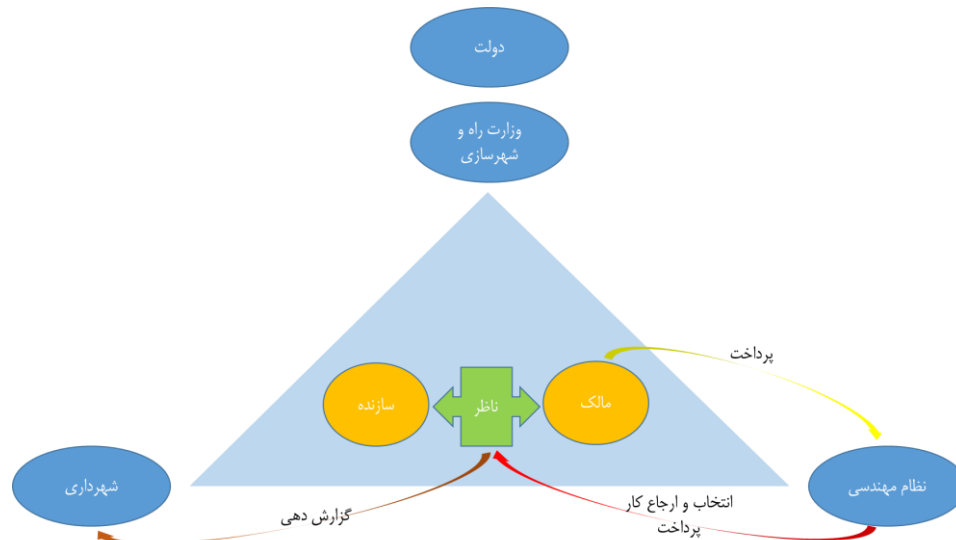 دولت
وزارت راه و
شهرسازی
پرداخت
مالک
ناظر
سازنده
نظام مهندسی
شهرداری
انتخاب و ارجاع کار
پرداخت
گزارش دهی